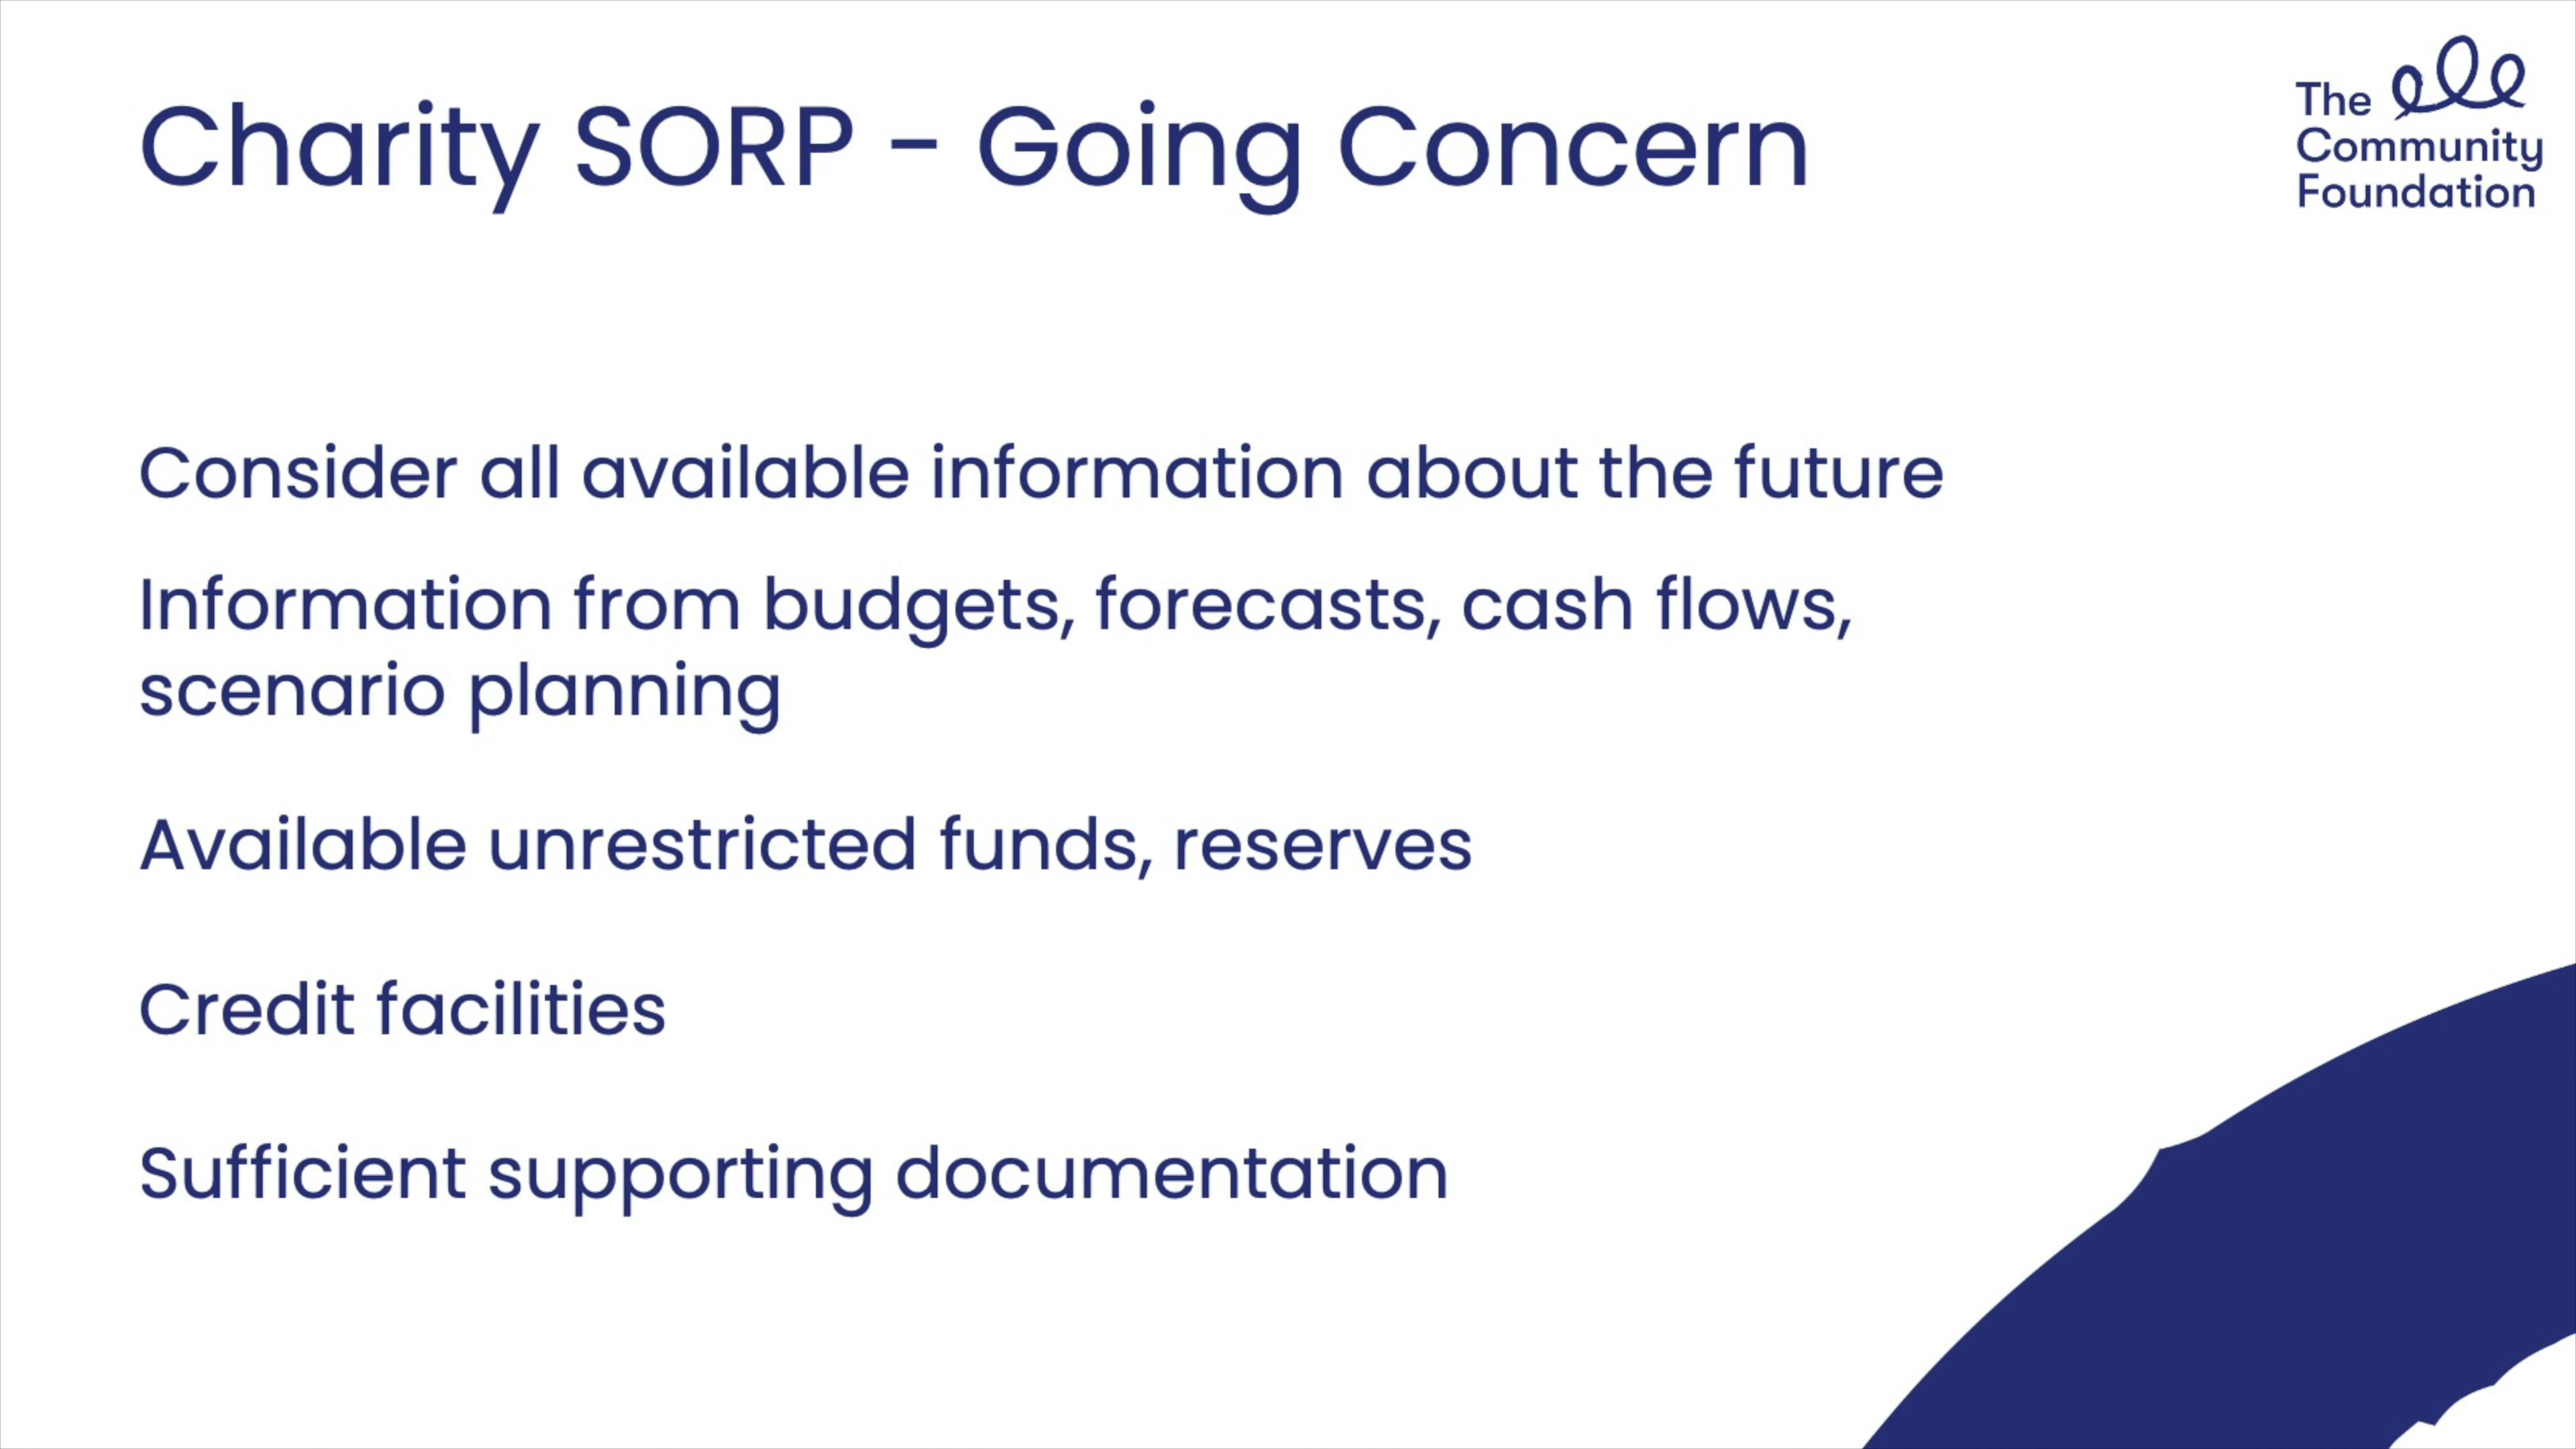 Charity SORP - Going Concern
The
Community
Foundation
Consider all available information about the future
Information from budgets, forecasts, cash flows,
scenario planning
Available unrestricted funds, reserves
Credit facilities
Sufficient supporting documentation